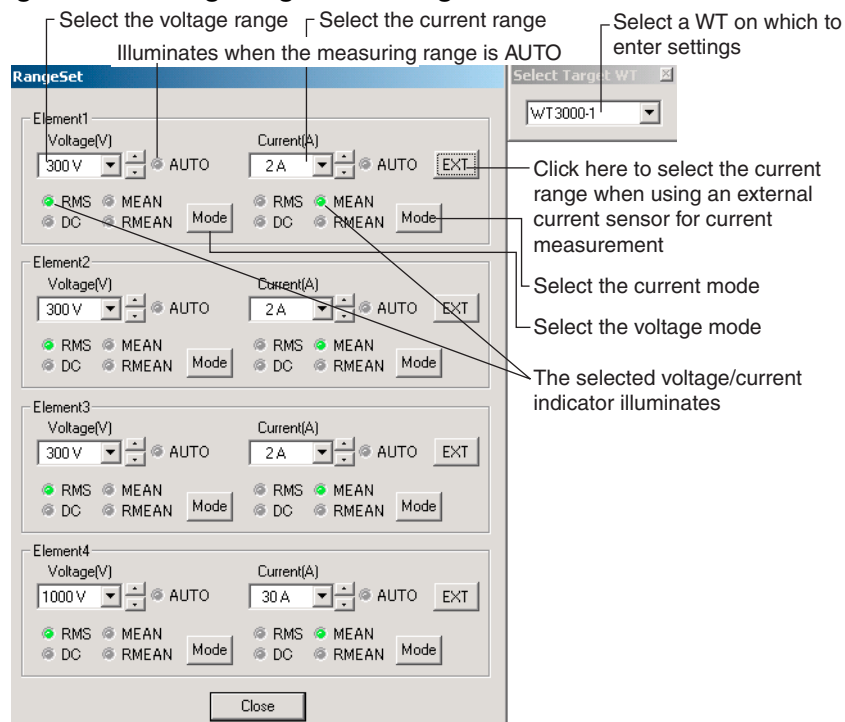 Select the voltage range
Select the current range
Select a WT on which to enter settings
Illuminates when the measuring range is AUTO
RangeSet
Select Target WT
WT3000-1
Element1
Voltage(V)
Current(A)
300 V
AUTO
2 A
AUTO
EXT
RMS
MEAN
DC
RMEAN
Mode
RMS
MEAN
DC
RMEAN
Mode
Click here to select the current
range when using an external
current sensor for current
measurement
Select the current mode
Select the voltage mode
The selected voltage/current
indicator illuminates
Element2
Voltage(V)
Current(A)
300 V
AUTO
2 A
AUTO
EXT
RMS
MEAN
DC
RMEAN
Mode
RMS
MEAN
DC
RMEAN
Mode
Element3
Voltage(V)
Current(A)
300 V
AUTO
2 A
AUTO
EXT
RMS
MEAN
DC
RMEAN
Mode
RMS
MEAN
DC
RMEAN
Mode
Element4
Voltage(V)
Current(A)
1000 V
AUTO
30 A
AUTO
EXT
RMS
MEAN
DC
RMEAN
Mode
RMS
MEAN
DC
RMEAN
Mode
Close